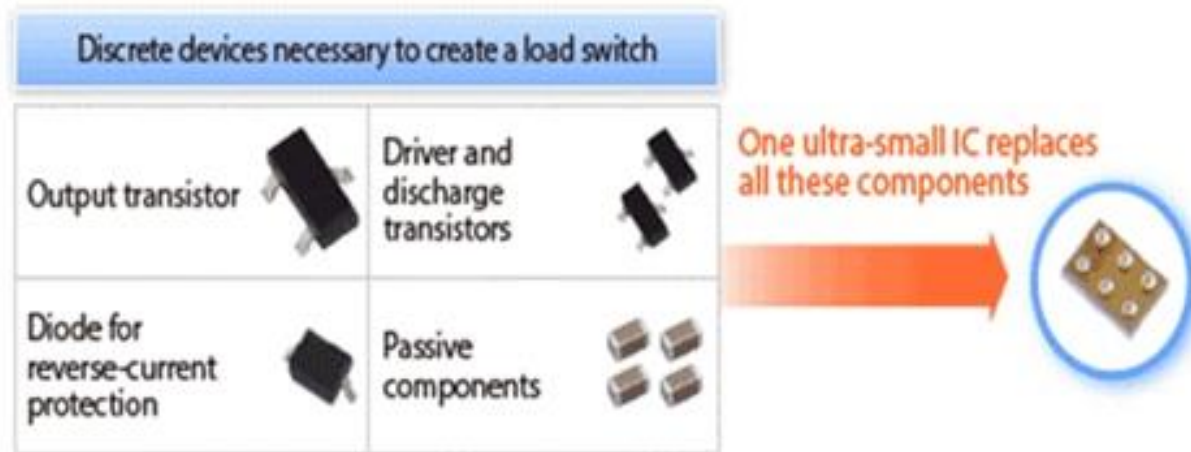 Discrete devices necessary to create a load switch
Output transistor
Driver and
discharge
transistors
Diode for
reverse-current
protection
Passive
components
One ultra-small IC replaces
all these components